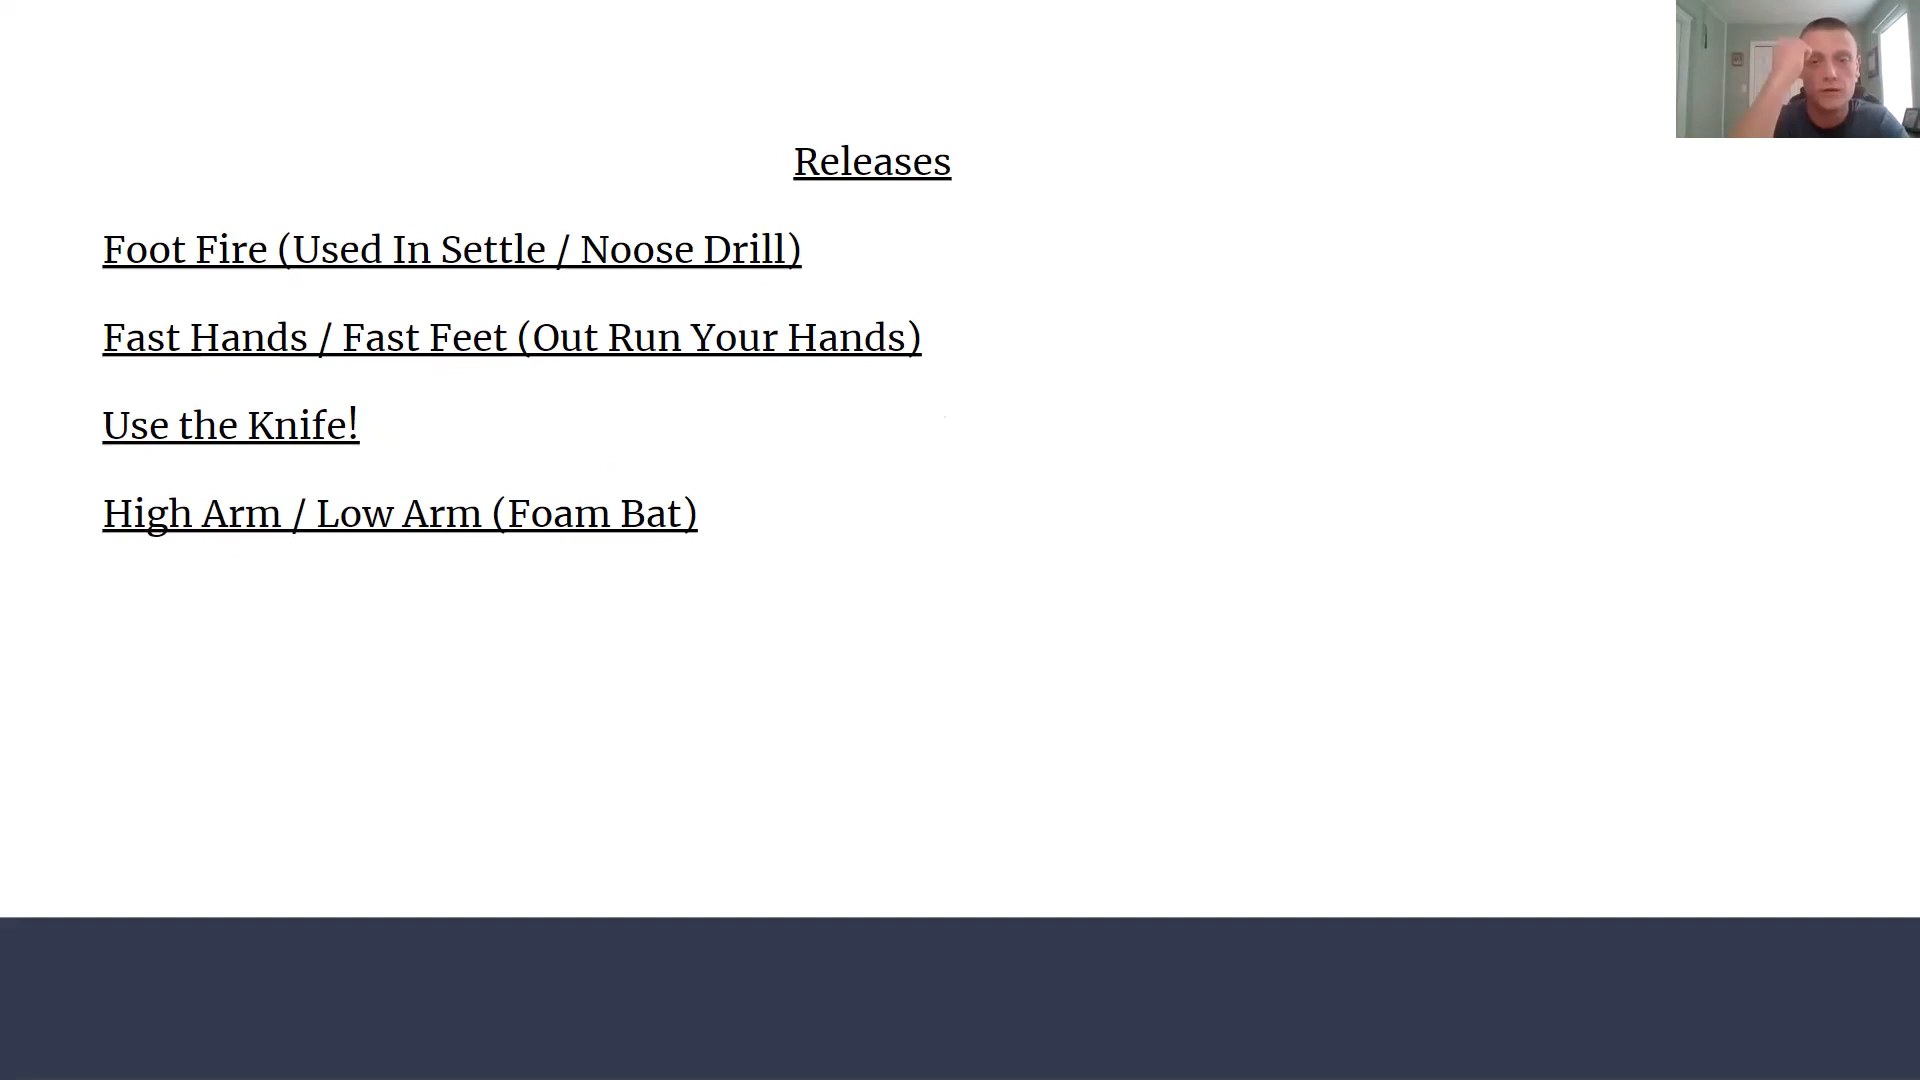 Releases
Foot Fire (Used In Settle / Noose Drill)
Fast Hands / Fast Feet (Out Run Your Hands)
Use the Knife!
High Arm / Low Arm (Foam Bat)